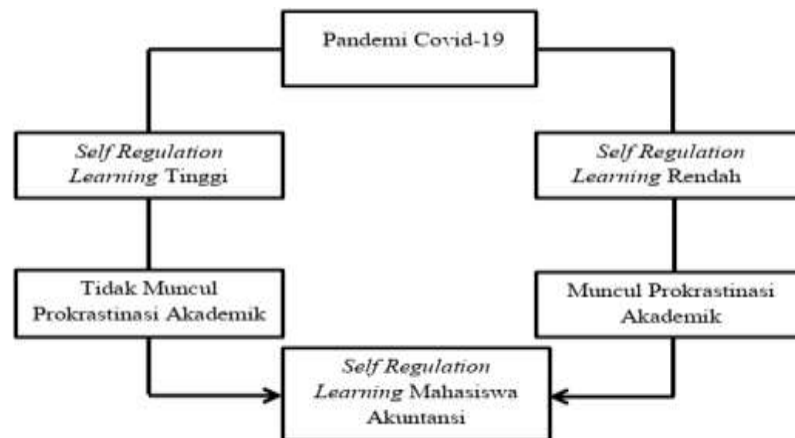 Pandemi Covid-19
Self Regulation
Learning Tinggi
Self Regulation
Learning Rendah
Tidak Muncul
Prokrastinasi Akademik
Muncul Prokrastinasi
Akademik
Self Regulation
Learning Mahasiswa
Akuntansi